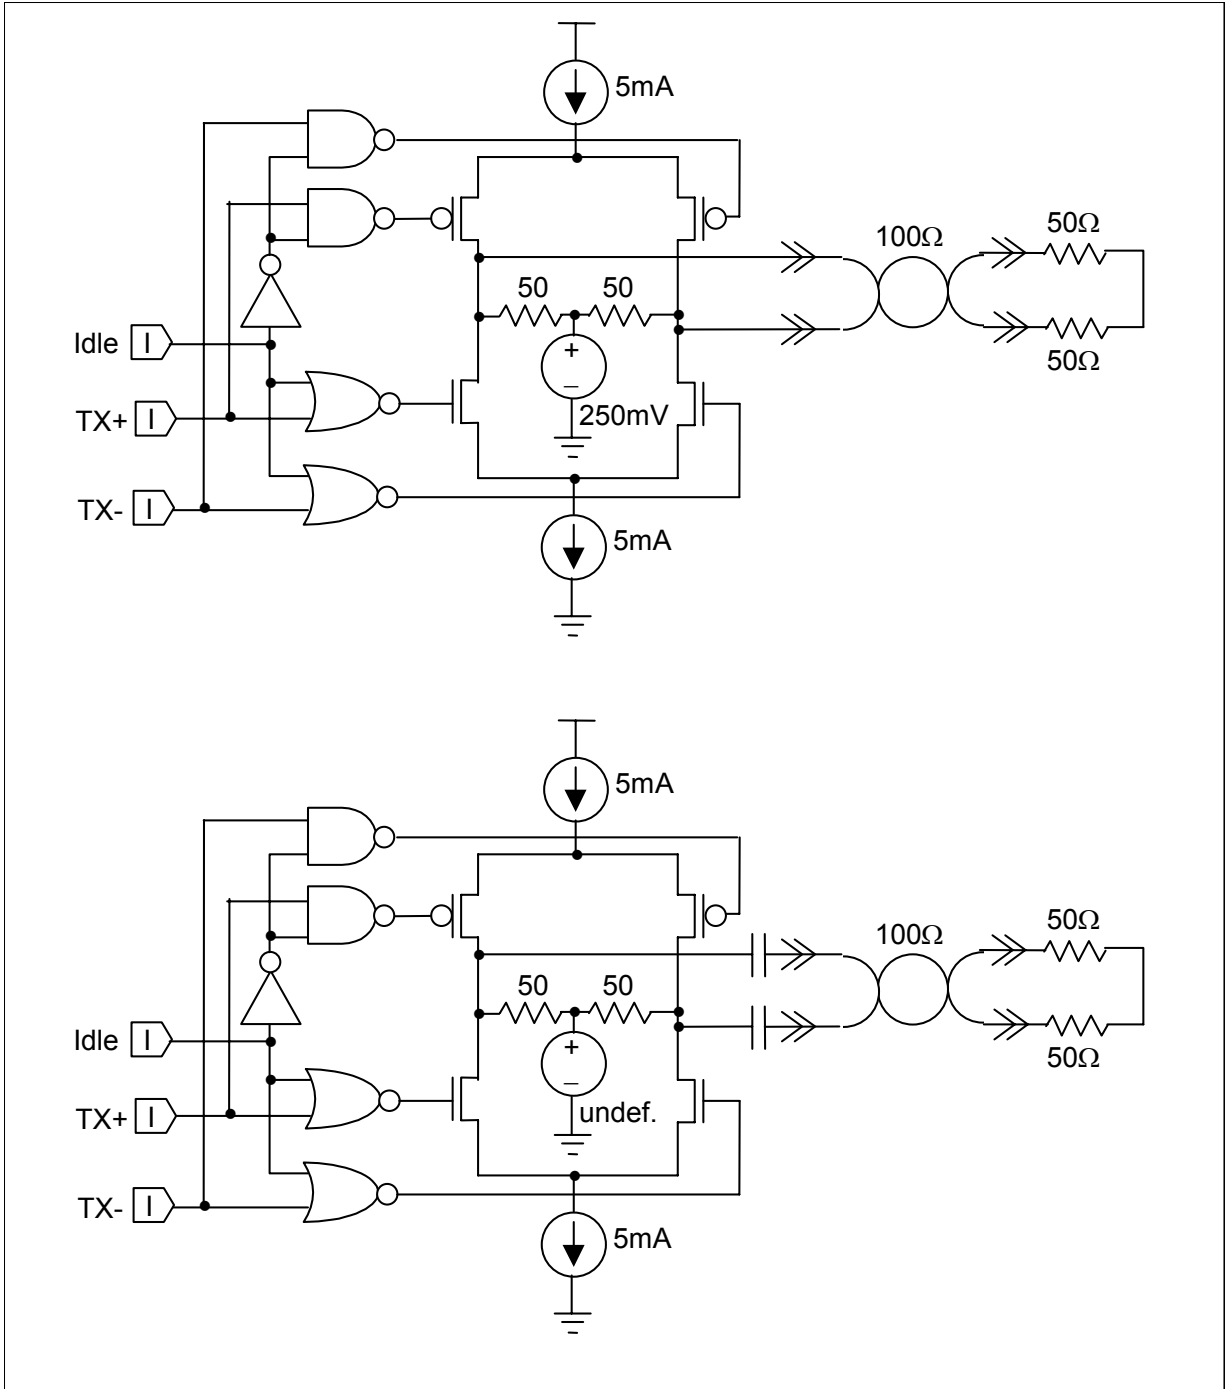 5mA
50Ω
100Ω
50 50
Idle I
50Ω
TX+ I
250mV
TX- I
5mA
5mA
50Ω
100Ω
50 50
Idle I
50Ω
TX+ I
undef.
TX- I
5mA